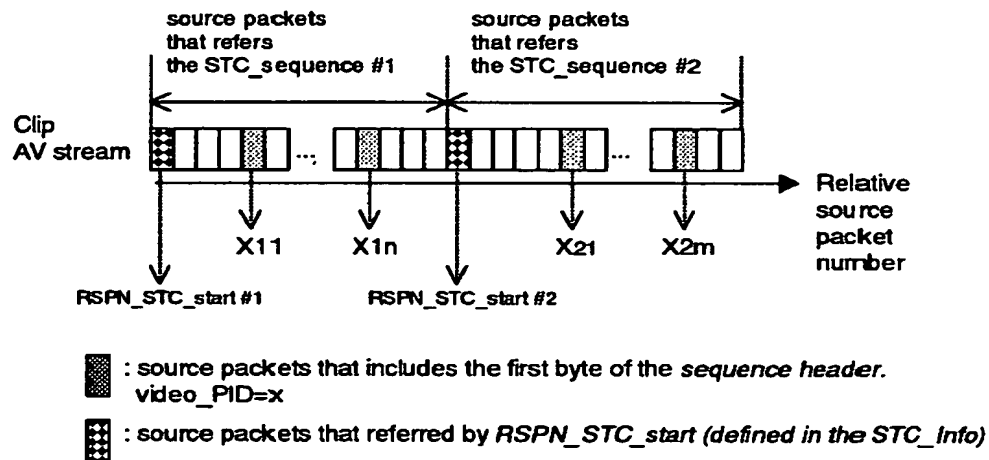 source packets
that refers
the STC_sequence #1
source packets
that refers
the STC_sequence #2
Clip
AV stream
...
...
Relative
source
packet
number
X11
X1n
X21
X2m
RSPN_STC_start #1
RSPN_STC_start #2
: source packets that includes the first byte of the sequence header.
video_PID=x
: source packets that referred by RSPN_STC_start (defined in the STC_Info)